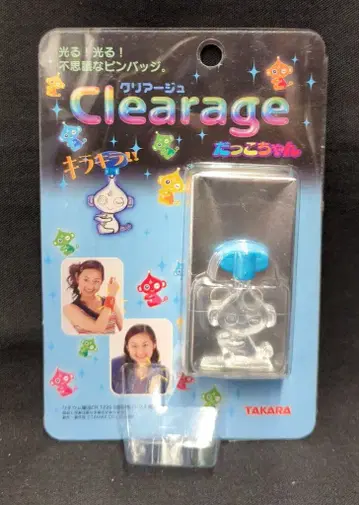 光る!光る!
不思議なピンバッジ。
クリアージュ
Clearage
だっこちゃん
キラキラ!!
TAKARA